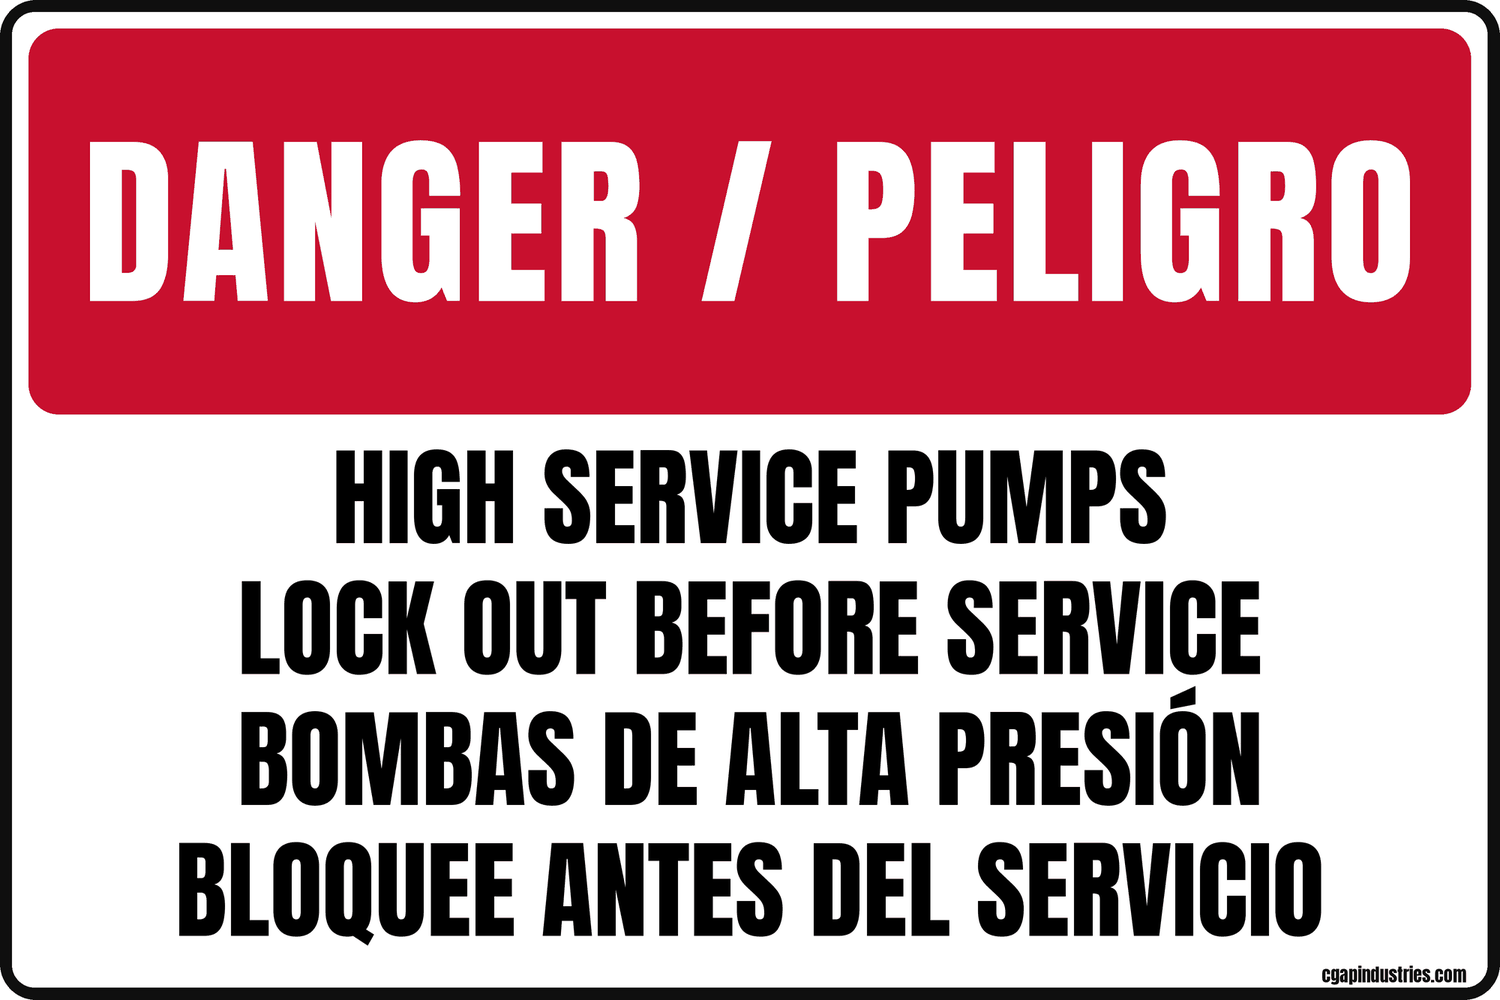 DANGER / PELIGRO
HIGH SERVICE PUMPS
LOCK OUT BEFORE SERVICE
BOMBAS DE ALTA PRESIÓN
BLOQUEE ANTES DEL SERVICIO
cgapindustries.com